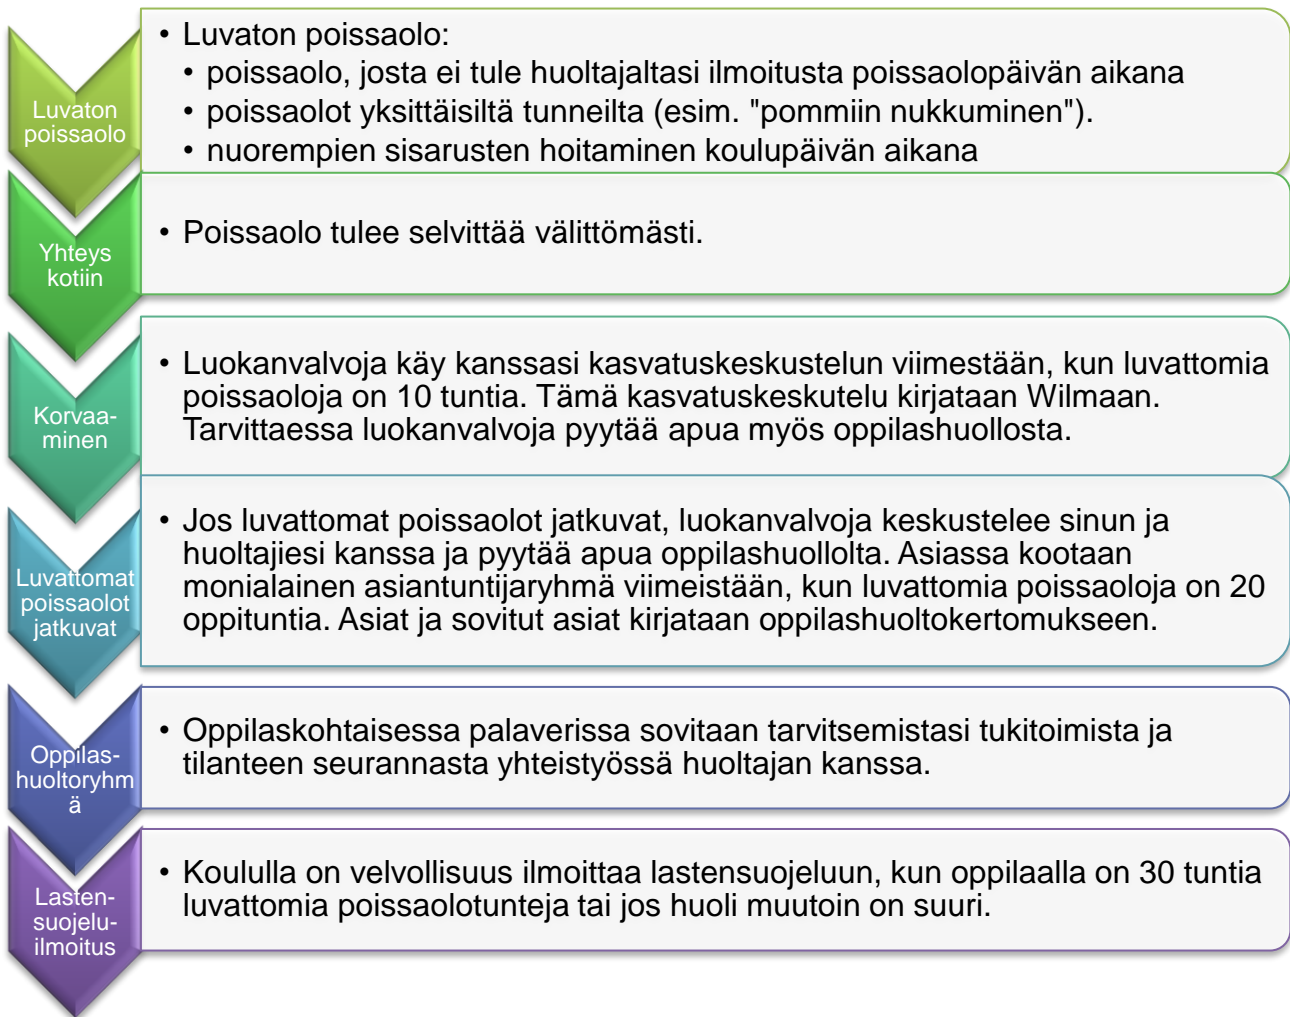 Luvaton
poissaolo
• Luvaton poissaolo:
• poissaolo, josta ei tule huoltajaltasi ilmoitusta poissaolopäivän aikana
• poissaolot yksittäisiltä tunneilta (esim. "pommiin nukkuminen").
• nuorempien sisarusten hoitaminen koulupäivän aikana
Yhteys
kotiin
• Poissaolo tulee selvittää välittömästi.
Korvaa-
minen
• Luokanvalvoja käy kanssasi kasvatuskeskustelun viimestään, kun luvattomia
poissaoloja on 10 tuntia. Tämä kasvatuskeskutelu kirjataan Wilmaan.
Tarvittaessa luokanvalvoja pyytää apua myös oppilashuollosta.
Luvattomat
poissaolot
jatkuvat
• Jos luvattomat poissaolot jatkuvat, luokanvalvoja keskustelee sinun ja
huoltajiesi kanssa ja pyytää apua oppilashuollolta. Asiassa kootaan
monialainen asiantuntijaryhmä viimeistään, kun luvattomia poissaoloja on 20
oppituntia. Asiat ja sovitut asiat kirjataan oppilashuoltokertomukseen.
Oppilas-
huoltoryhm
ä
• Oppilaskohtaisessa palaverissa sovitaan tarvitsemistasi tukitoimista ja
tilanteen seurannasta yhteistyössä huoltajan kanssa.
Lasten-
suojelu-
ilmoitus
• Koululla on velvollisuus ilmoittaa lastensuojeluun, kun oppilaalla on 30 tuntia
luvattomia poissaolotunteja tai jos huoli muutoin on suuri.